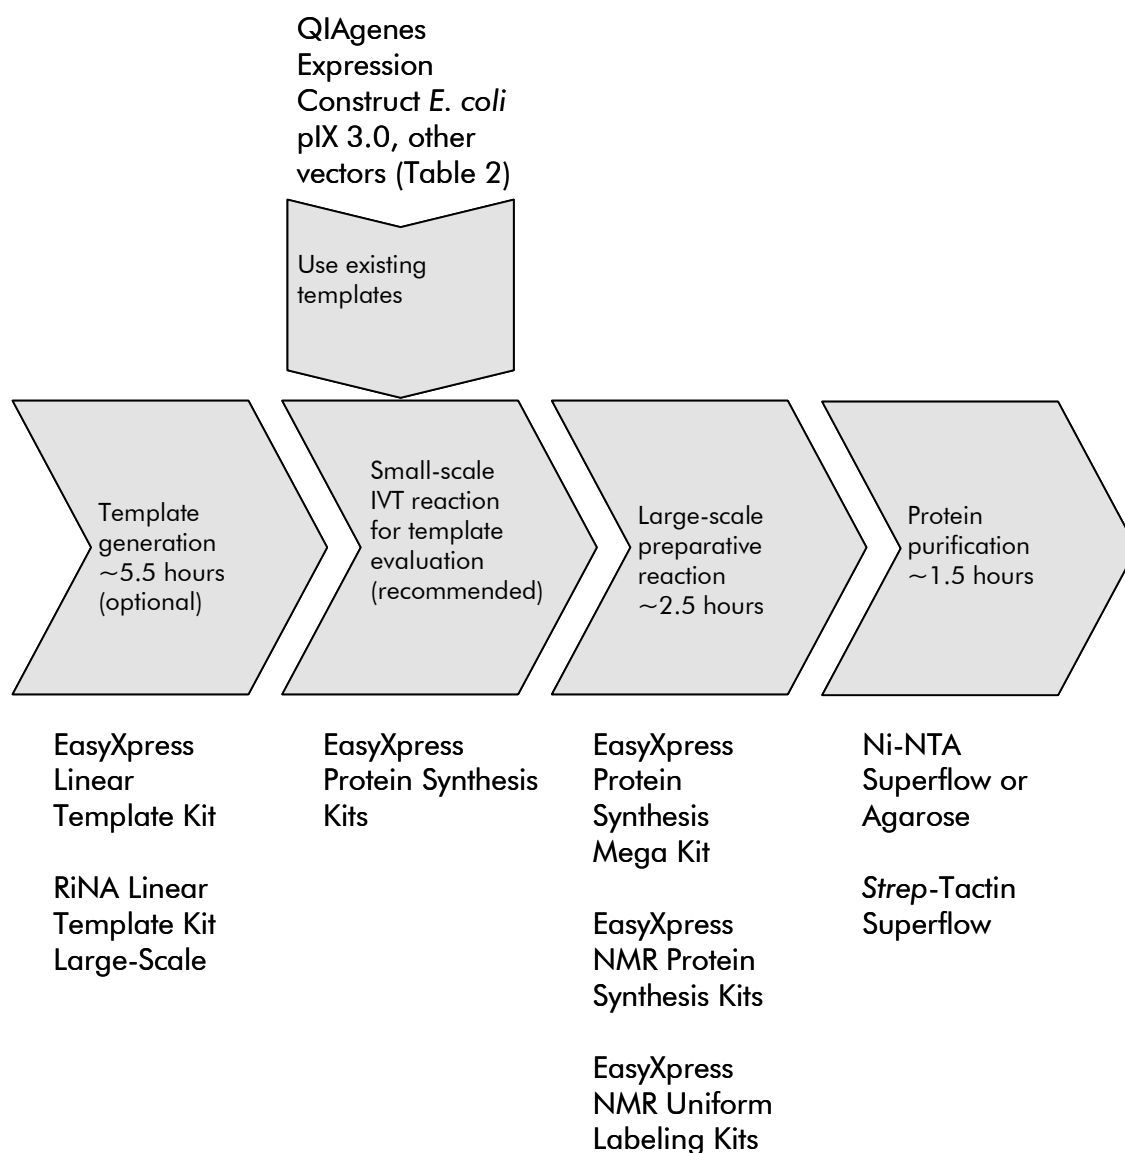 QIAgenes
Expression
Construct E. coli
pIX 3.0, other
vectors (Table 2)
Use existing
templates
Template
generation
~5.5 hours
(optional)
Small-scale
IVT reaction
for template
evaluation
(recommended)
Large-scale
preparative
reaction
~2.5 hours
Protein
purification
~1.5 hours
EasyXpress
Linear
Template Kit
RiNA Linear
Template Kit
Large-Scale
EasyXpress
Protein Synthesis
Kits
EasyXpress
Protein
Synthesis
Mega Kit
EasyXpress
NMR Protein
Synthesis Kits
EasyXpress
NMR Uniform
Labeling Kits
Ni-NTA
Superflow or
Agarose
Strep-Tactin
Superflow